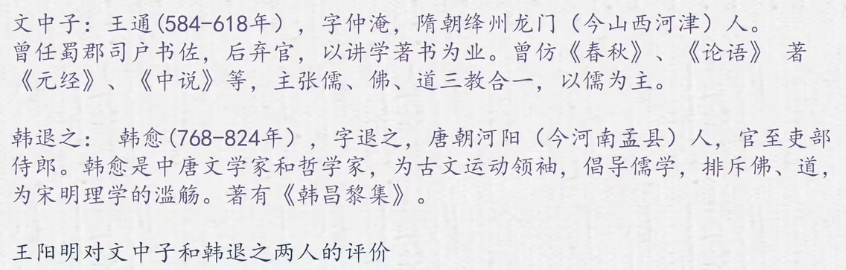 文中子：王通(584-618年），字仲淹，隋朝绛州龙门（今山西河津）人。
曾任蜀郡司户书佐，后弃官，以讲学著书为业。曾仿《春秋》、《论语》 著
《元经》、《中说》等，主张儒、佛、道三教合一，以儒为主。
韩退之： 韩愈(768-824年），字退之，唐朝河阳（今河南孟县）人，官至吏部
侍郎。韩愈是中唐文学家和哲学家，为古文运动领袖，倡导儒学，排斥佛、道，
为宋明理学的滥觞。著有《韩昌黎集》。
王阳明对文中子和韩退之两人的评价